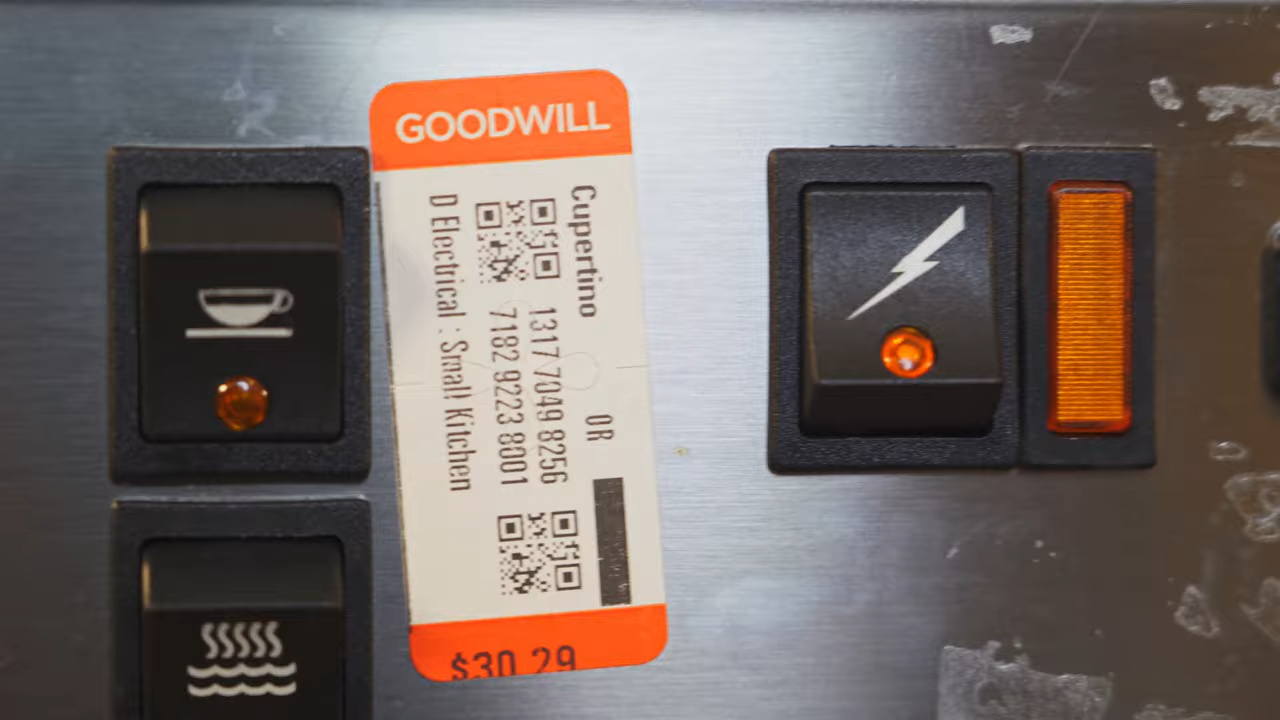 GOODWILL
Cupertino OR
1317 7049 8256
7182 9223 8001
D Electrical : Small Kitchen
$30.29